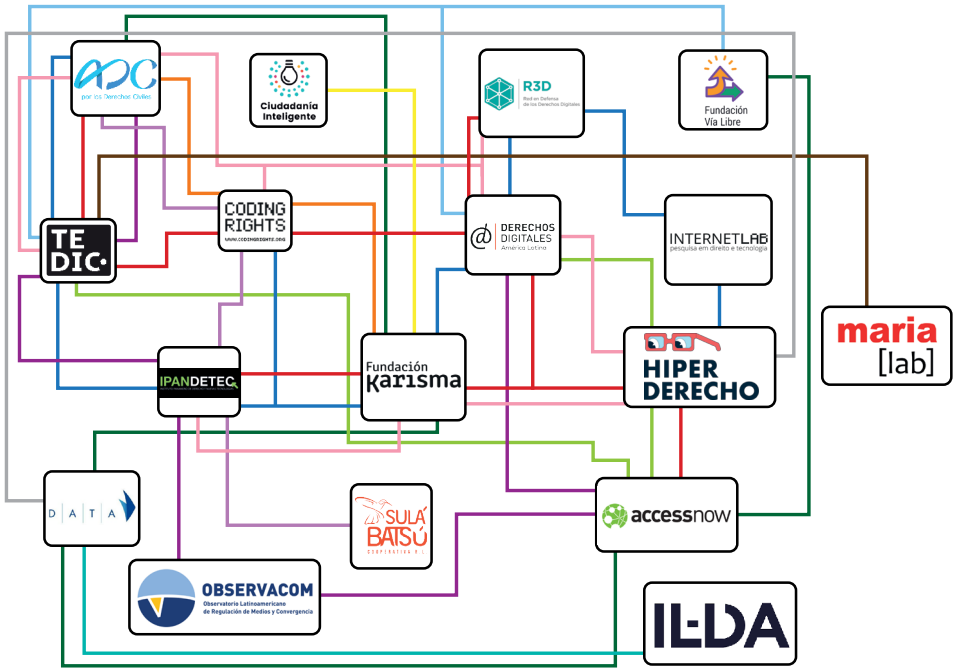 ADC
por los Derechos Civiles
Ciudadanía
Inteligente
R3D
Red en Defensa
de los Derechos Digitales
Fundación
Vía Libre
TE
DIC
CODING
RIGHTS
WWW.CODINGRIGHTS.ORG
@ DERECHOS
DIGITALES
América Latina
INTERNETLAB
pesquisa em direito e tecnologia
maria
[lab]
IPANDETEC
Fundación
Karisma
HIPER
DERECHO
DATA
SULÁ
BATSÚ
COOPERATIVA R.L.
accessnow
OBSERVACOM
Observatorio Latinoamericano
de Regulación de Medios y Convergencia
ILDA